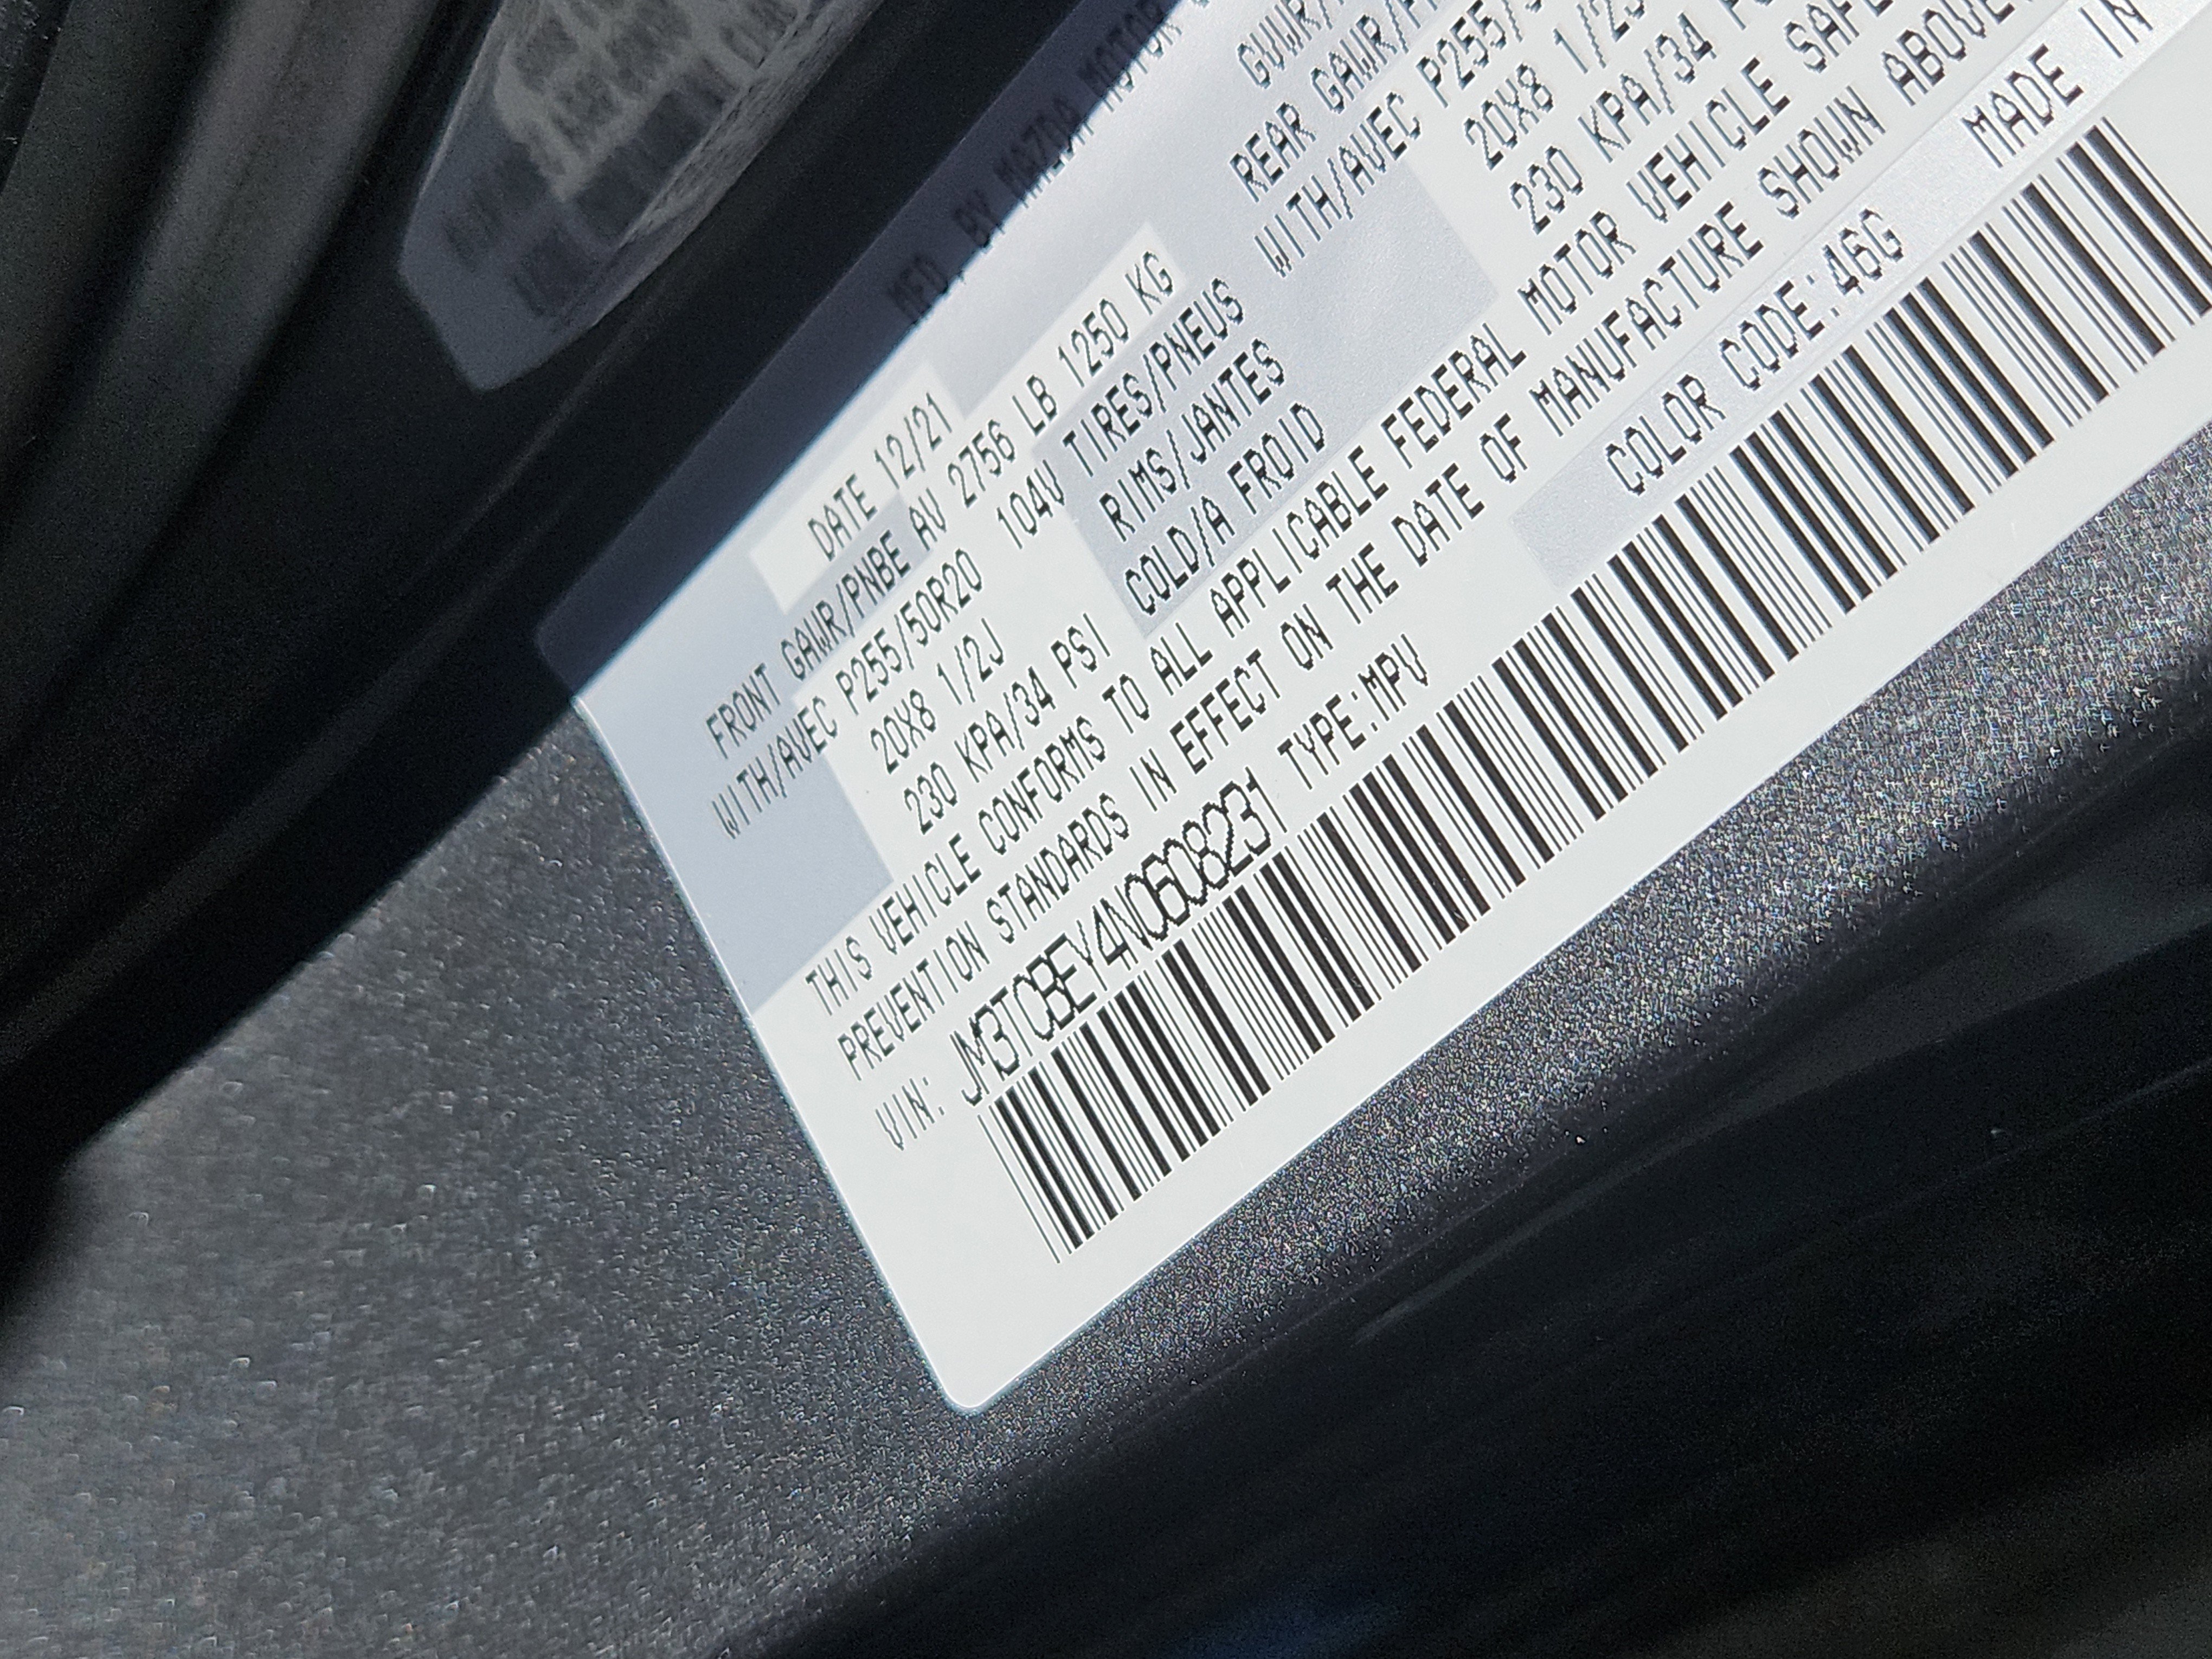 MFD. BY MAZDA MOTOR
DATE 12/21
GVWR/
FRONT GAWR/PNBE AV 2756 LB 1250 KG
REAR GAWR/
WITH/AVEC P255/50R20 104V TIRES/PNEUS
WITH/AVEC P255/
20X8 1/2J RIMS/JANTES
20X8 1/2J
230 KPA/34 PSI COLD/A FROID
230 KPA/34
THIS VEHICLE CONFORMS TO ALL APPLICABLE FEDERAL MOTOR VEHICLE
PREVENTION STANDARDS IN EFFECT ON THE DATE OF MANUFACTURE SHOWN ABOVE.
VIN: JM3TCBEY4N0608231 TYPE:MPV COLOR CODE:46G MADE IN